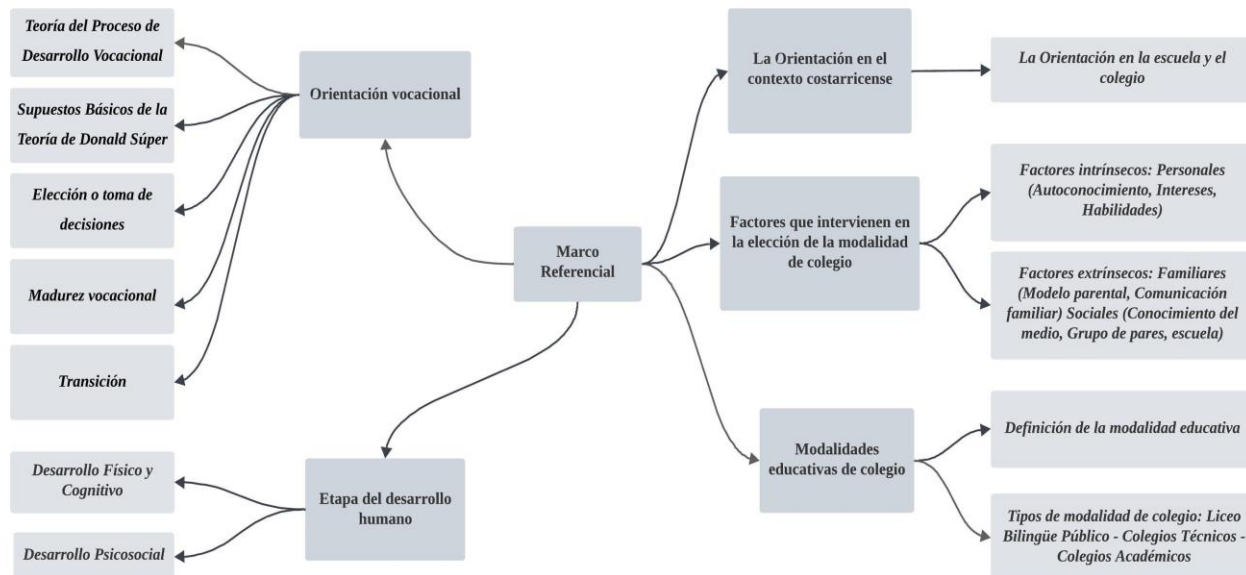 Teoría del Proceso de
Desarrollo Vocacional
Supuestos Básicos de la
Teoría de Donald Súper
Elección o toma de
decisiones
Madurez vocacional
Transición
Orientación vocacional
Desarrollo Físico y
Cognitivo
Desarrollo Psicosocial
Etapa del desarrollo
humano
Marco
Referencial
La Orientación en el
contexto costarricense
La Orientación en la escuela y el
colegio
Factores que intervienen en
la elección de la modalidad
de colegio
Factores intrínsecos: Personales
(Autoconocimiento, Intereses,
Habilidades)
Factores extrínsecos: Familiares
(Modelo parental, Comunicación
familiar) Sociales (Conocimiento del
medio, Grupo de pares, escuela)
Modalidades
educativas de colegio
Definición de la modalidad educativa
Tipos de modalidad de colegio: Liceo
Bilingüe Público - Colegios Técnicos -
Colegios Académicos